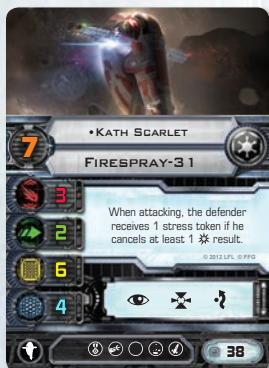 •Kath Scarlet
7
Firespray-31
3
2
6
4
When attacking, the defender
receives 1 stress token if he
cancels at least 1 result.
© 2012 LFL © FFG
38